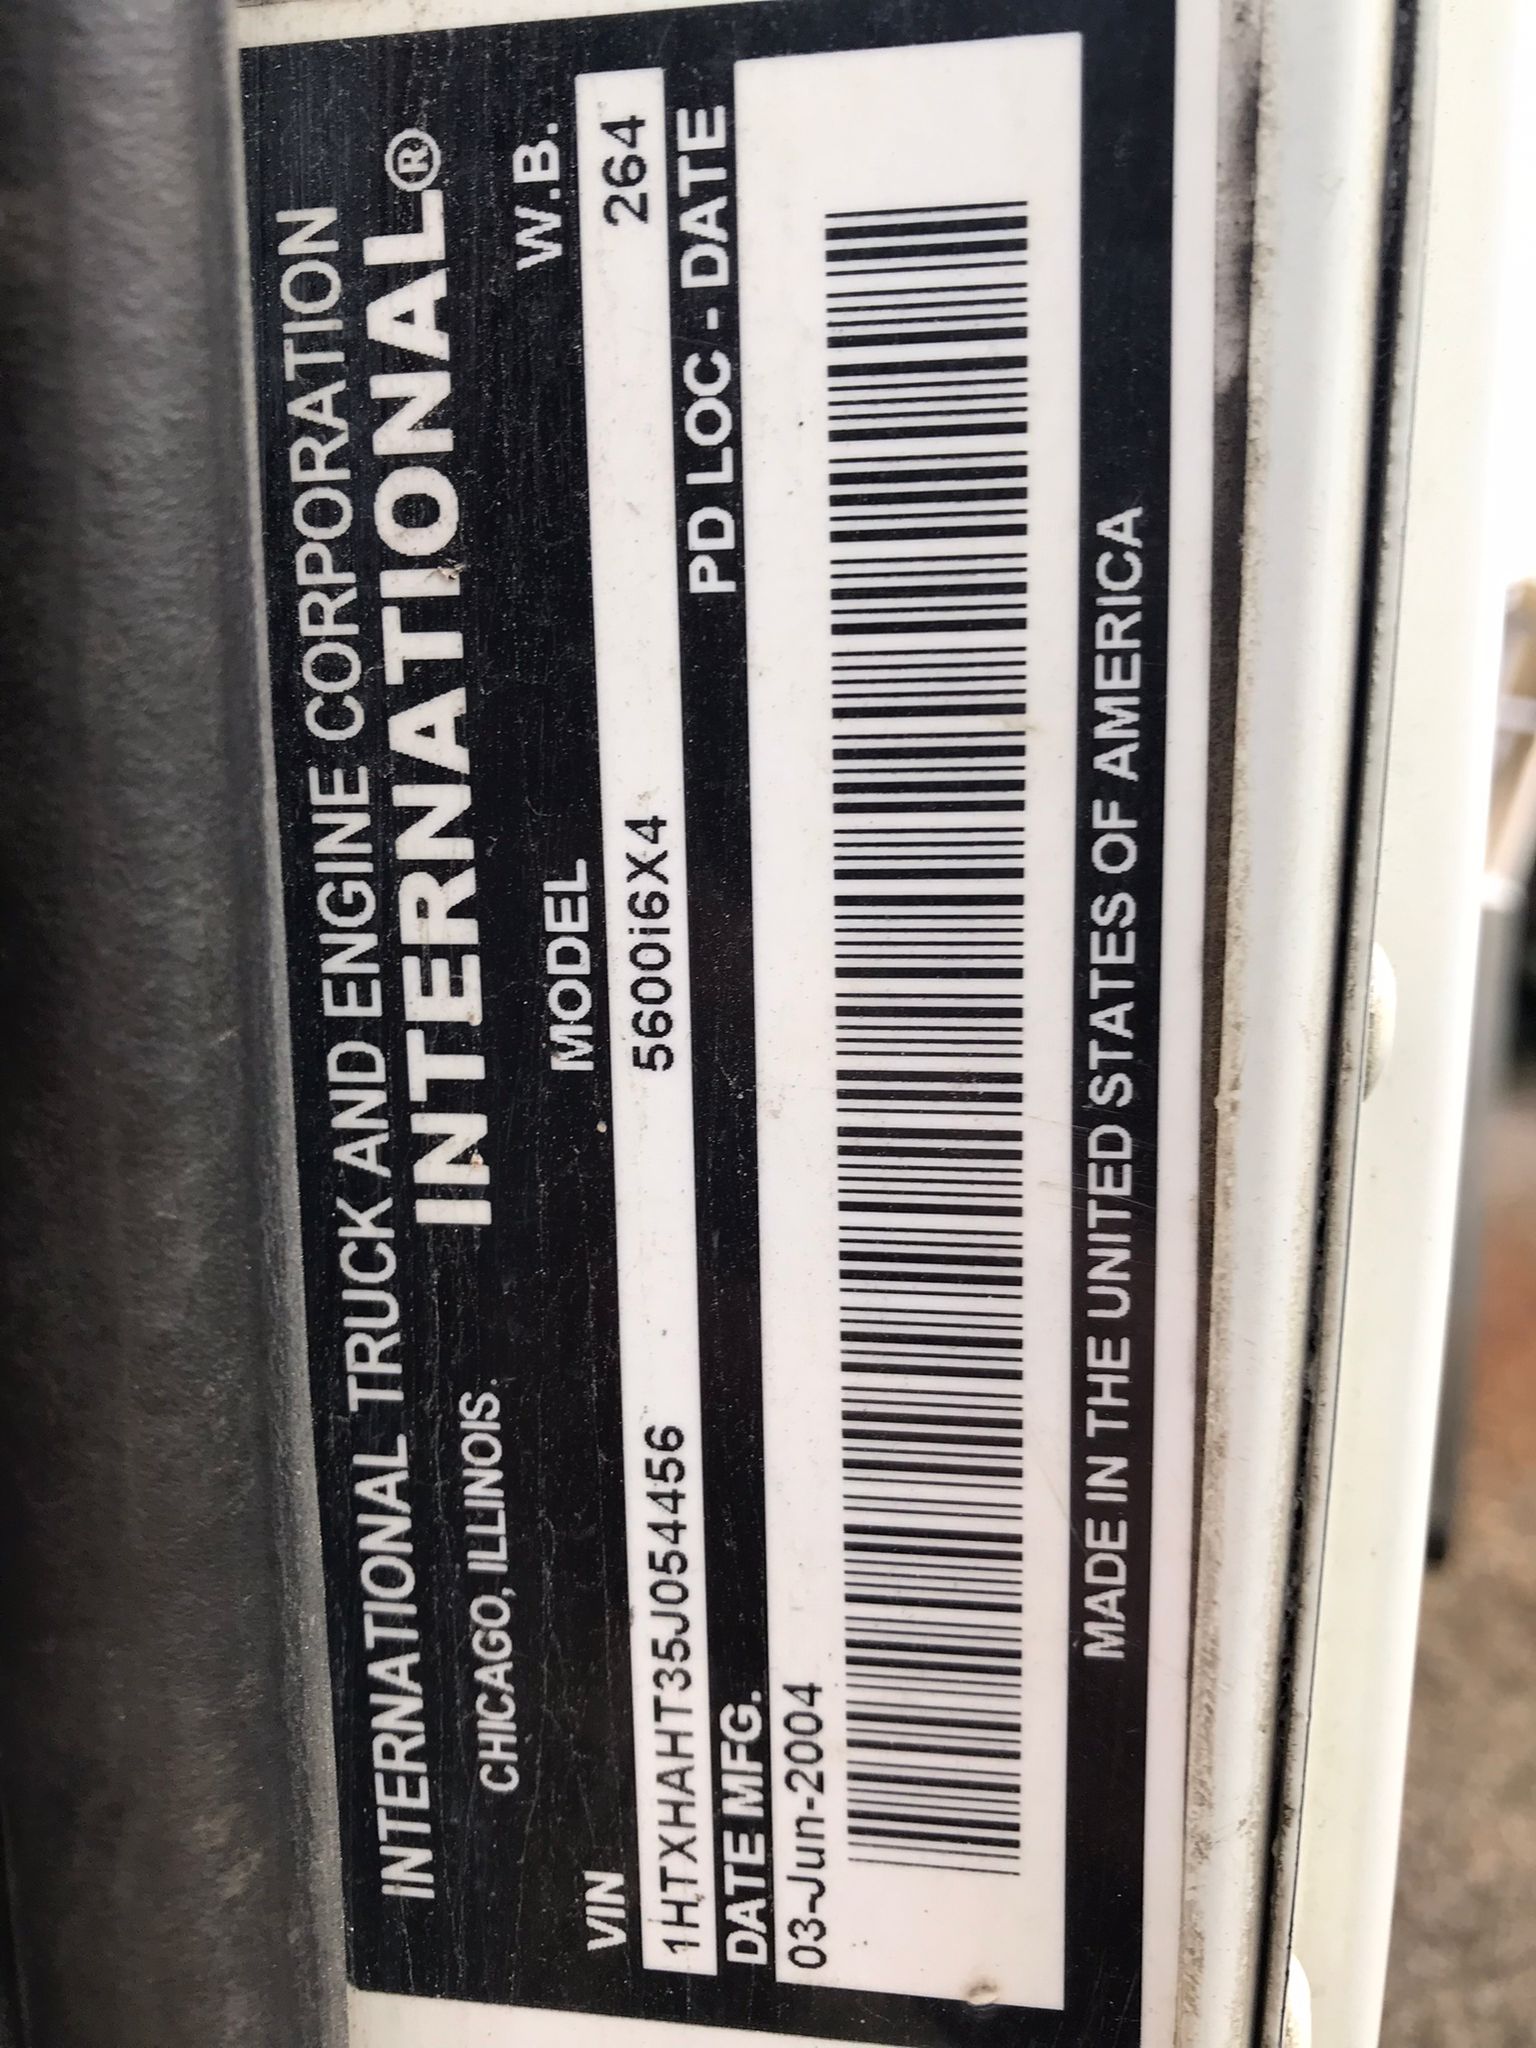 INTERNATIONAL TRUCK AND ENGINE CORPORATION
CHICAGO, ILLINOIS. INTERNATIONAL®
VIN MODEL W.B.
1HTXHAHT35J054456 5600i6X4 264
DATE MFG. PD LOC - DATE
03-Jun-2004
MADE IN THE UNITED STATES OF AMERICA